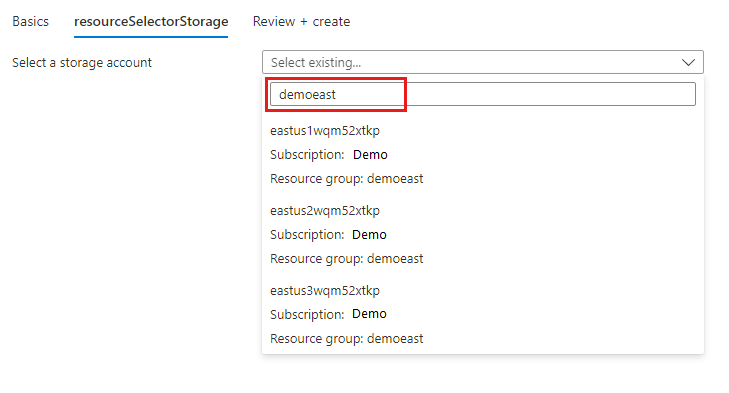 Basics resourceSelectorStorage Review + create
Select a storage account Select existing...
demoeast
eastus1wqm52xtkp
Subscription: Demo
Resource group: demoeast
eastus2wqm52xtkp
Subscription: Demo
Resource group: demoeast
eastus3wqm52xtkp
Subscription: Demo
Resource group: demoeast